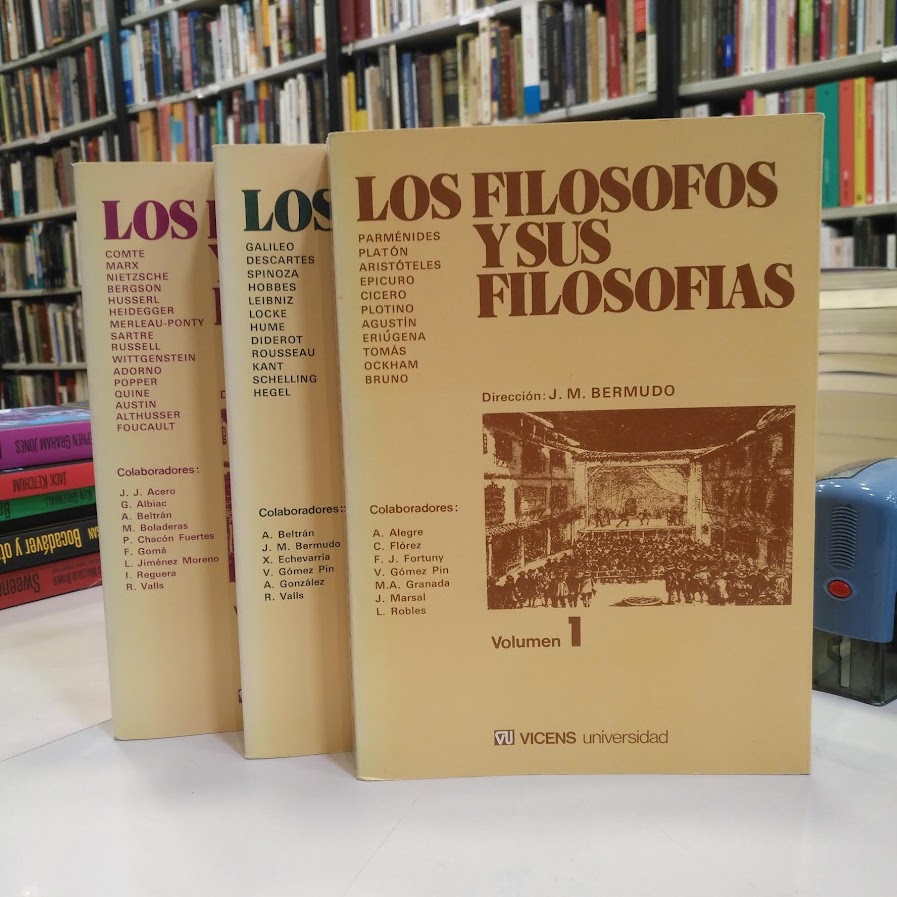 LOS
COMTE
MARX
NIETZSCHE
BERGSON
HUSSERL
HEIDEGGER
MERLEAU-PONTY
SARTRE
RUSSELL
WITTGENSTEIN
ADORNO
POPPER
QUINE
AUSTIN
ALTHUSSER
FOUCAULT
Colaboradores:
J. J. Acero
G. Albiac
A. Beltrán
M. Boladeras
P. Chacón Fuertes
F. Gomá
L. Jiménez Moreno
I. Reguera
R. Valls
LOS
GALILEO
DESCARTES
SPINOZA
HOBBES
LEIBNIZ
LOCKE
HUME
DIDEROT
ROUSSEAU
KANT
SCHELLING
HEGEL
Colaboradores:
A. Beltrán
J. M. Bermudo
X. Echevarría
V. Gómez Pin
A. González
R. Valls
LOS FILOSOFOS
Y SUS
FILOSOFIAS
PARMÉNIDES
PLATÓN
ARISTÓTELES
EPICURO
CICERO
PLOTINO
AGUSTÍN
ERIÚGENA
TOMÁS
OCKHAM
BRUNO
Dirección: J. M. BERMUDO
Colaboradores:
A. Alegre
C. Flórez
F. J. Fortuny
V. Gómez Pin
M.A. Granada
J. Marsal
L. Robles
Volumen 1
VU VICENS universidad
GRAHAM JONES
JACK KETCHUM
Bocadáver y